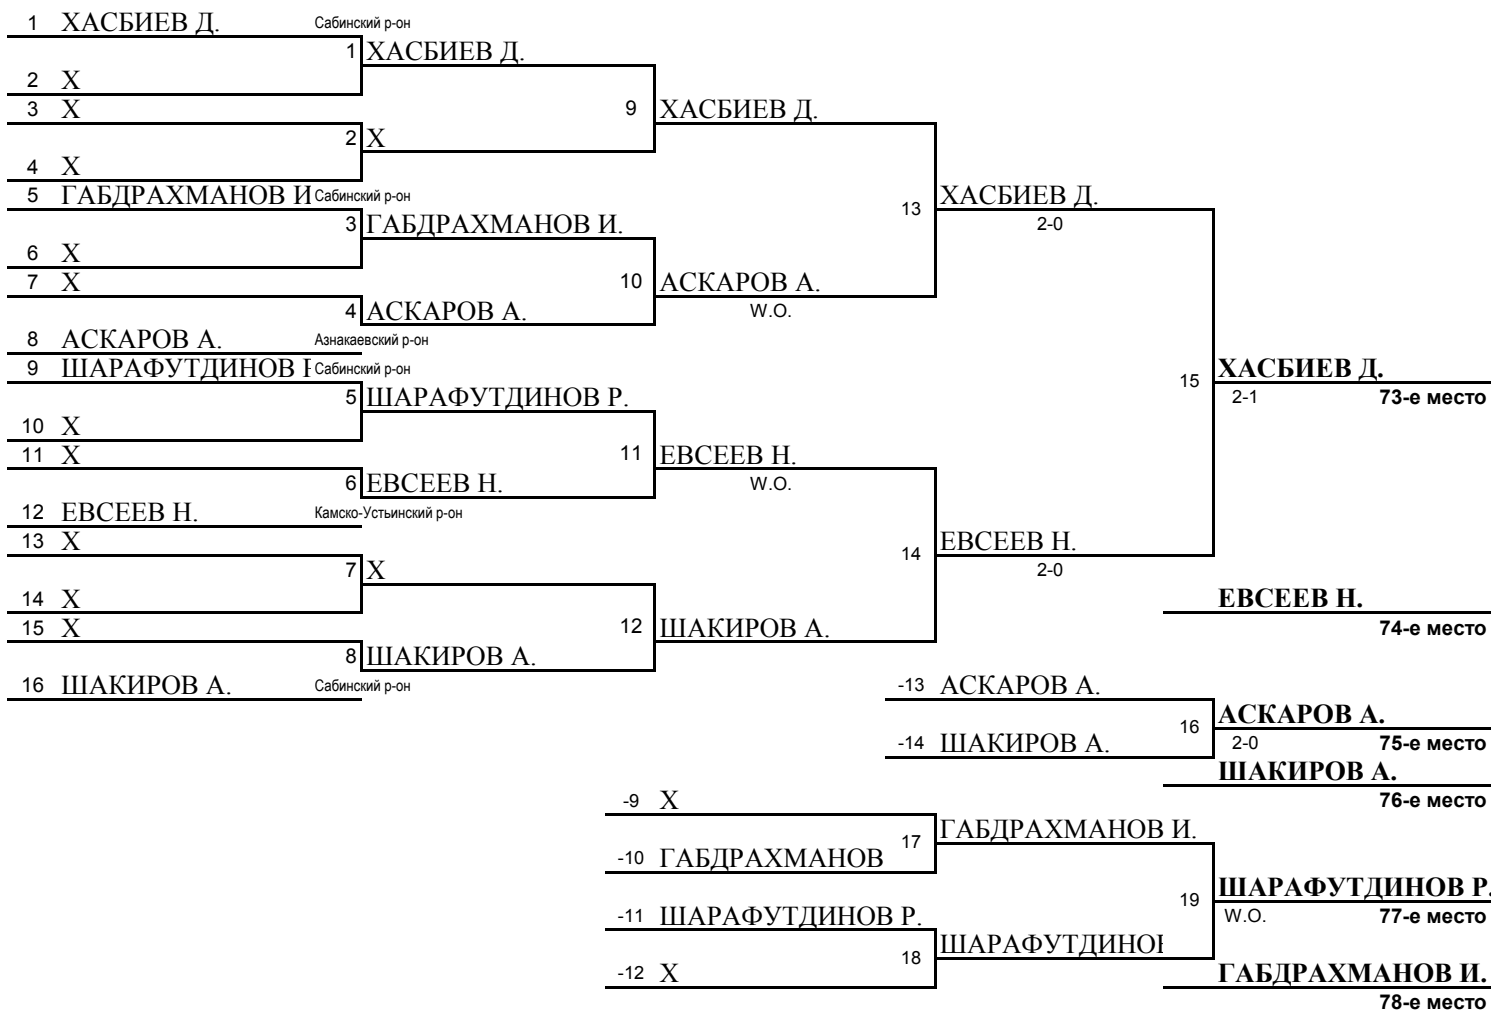 1 ХАСБИЕВ Д. Сабинский р-он
1 ХАСБИЕВ Д.
2 Х
3 Х 9 ХАСБИЕВ Д.
2 Х
4 Х
5 ГАБДРАХМАНОВ И Сабинский р-он 13 ХАСБИЕВ Д.
3 ГАБДРАХМАНОВ И. 2-0
6 Х
7 Х 10 АСКАРОВ А.
4 АСКАРОВ А. W.O.
8 АСКАРОВ А. Азнакаевский р-он
9 ШАРАФУТДИНОВ Сабинский р-он 15 ХАСБИЕВ Д.
5 ШАРАФУТДИНОВ Р. 2-1 73-е место
10 Х
11 Х 11 ЕВСЕЕВ Н.
6 ЕВСЕЕВ Н. W.O.
12 ЕВСЕЕВ Н. Камско-Устьинский р-он
13 Х 14 ЕВСЕЕВ Н.
7 Х 2-0
14 Х ЕВСЕЕВ Н.
15 Х 12 ШАКИРОВ А. 74-е место
8 ШАКИРОВ А.
16 ШАКИРОВ А. Сабинский р-он -13 АСКАРОВ А.
16 АСКАРОВ А.
-14 ШАКИРОВ А. 2-0 75-е место
ШАКИРОВ А.
-9 Х 76-е место
17 ГАБДРАХМАНОВ И.
-10 ГАБДРАХМАНОВ
19 ШАРАФУТДИНОВ Р.
-11 ШАРАФУТДИНОВ Р. W.O. 77-е место
18 ШАРАФУТДИНОВ
-12 Х ГАБДРАХМАНОВ И.
78-е место